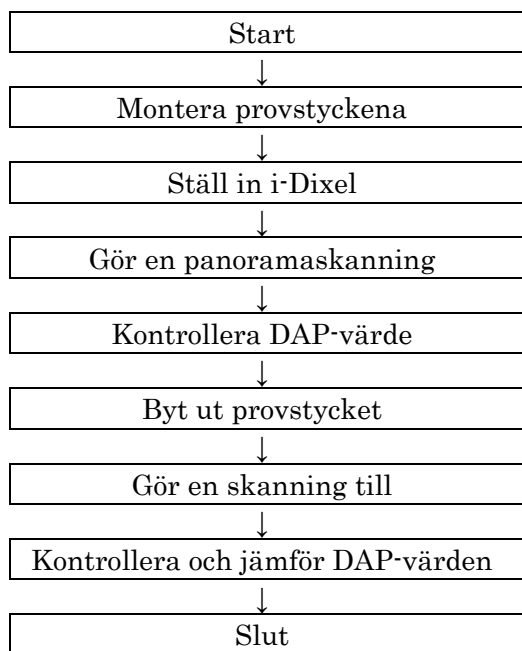 Start
↓
Montera provstyckena
↓
Ställ in i-Dixel
↓
Gör en panoramaskanning
↓
Kontrollera DAP-värde
↓
Byt ut provstycket
↓
Gör en skanning till
↓
Kontrollera och jämför DAP-värden
↓
Slut